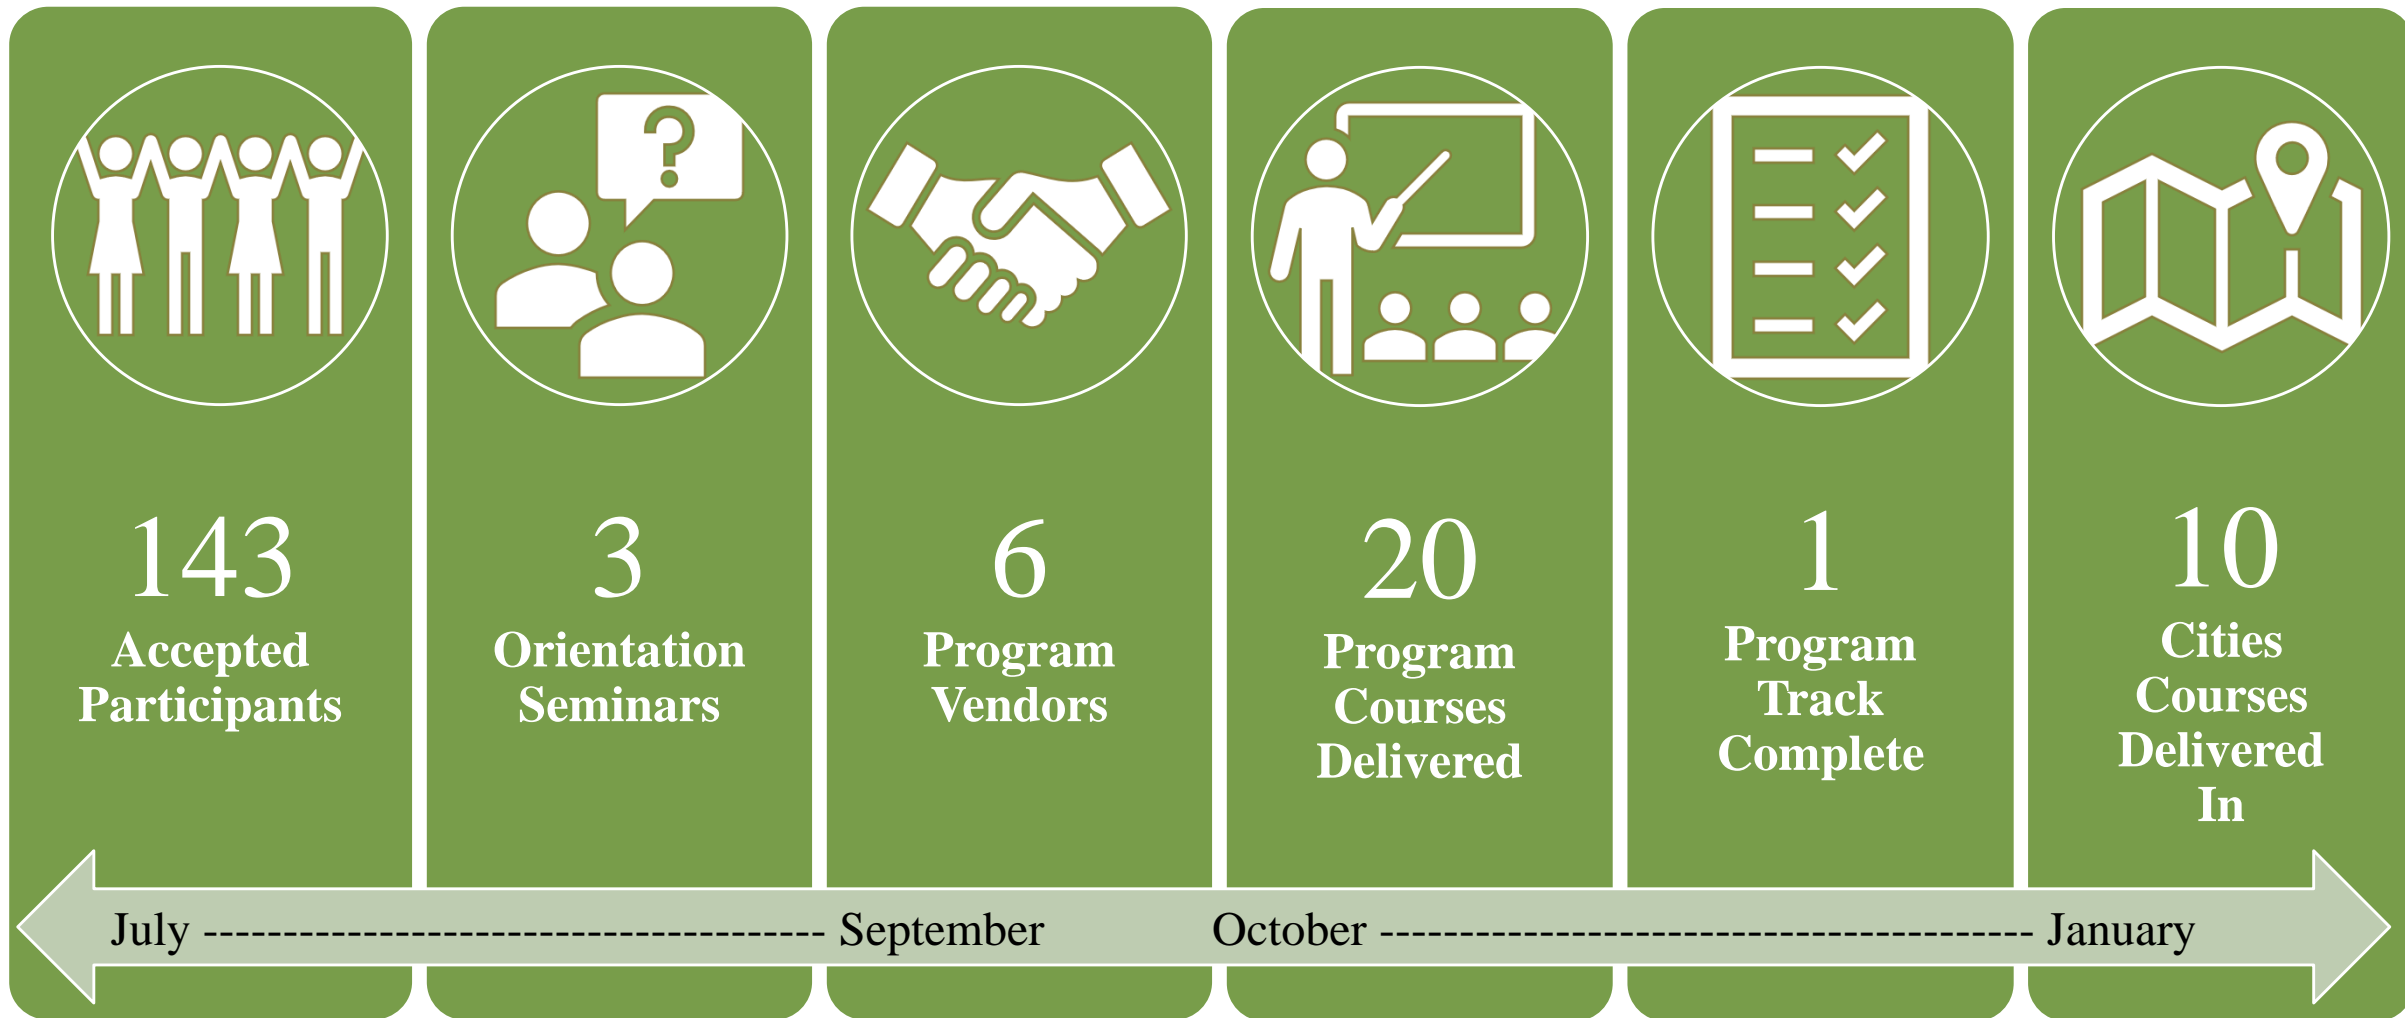 143
Accepted
Participants
3
Orientation
Seminars
6
Program
Vendors
20
Program
Courses
Delivered
1
Program
Track
Complete
10
Cities
Courses
Delivered
In
July --------------------------------------- September
October ----------------------------------------- January
?